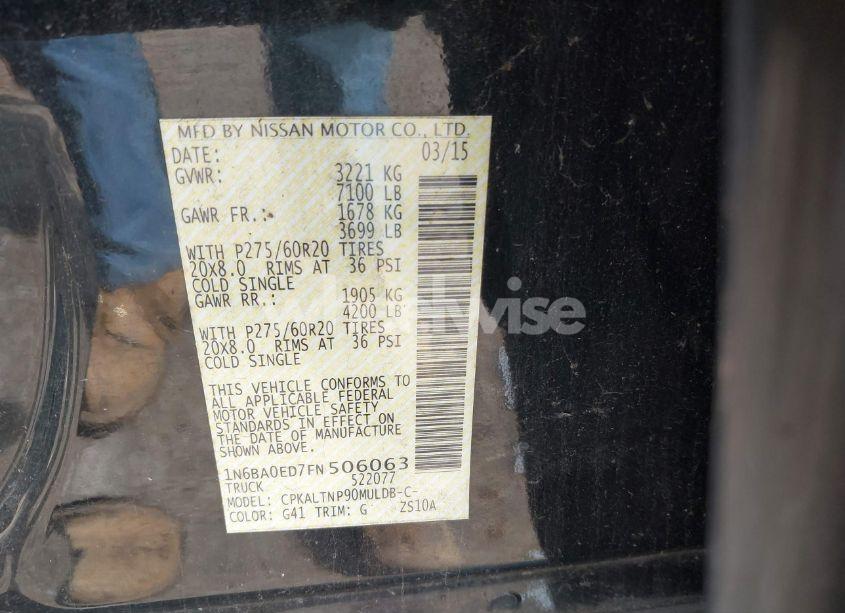 MFD BY NISSAN MOTOR CO., LTD.
DATE: 03/15
GVWR: 3221 KG
7100 LB
GAWR FR.: 1678 KG
3699 LB
WITH P275/60R20 TIRES
20X8.0 RIMS AT 36 PSI
COLD SINGLE
GAWR RR.: 1905 KG
4200 LB
WITH P275/60R20 TIRES
20X8.0 RIMS AT 36 PSI
COLD SINGLE
THIS VEHICLE CONFORMS TO
ALL APPLICABLE FEDERAL
MOTOR VEHICLE SAFETY
STANDARDS IN EFFECT ON
THE DATE OF MANUFACTURE
SHOWN ABOVE.
1N6BA0ED7FN506063
TRUCK 522077
MODEL: CPKALTNP90MULDB-C-
COLOR: G41 TRIM: G ZS10A